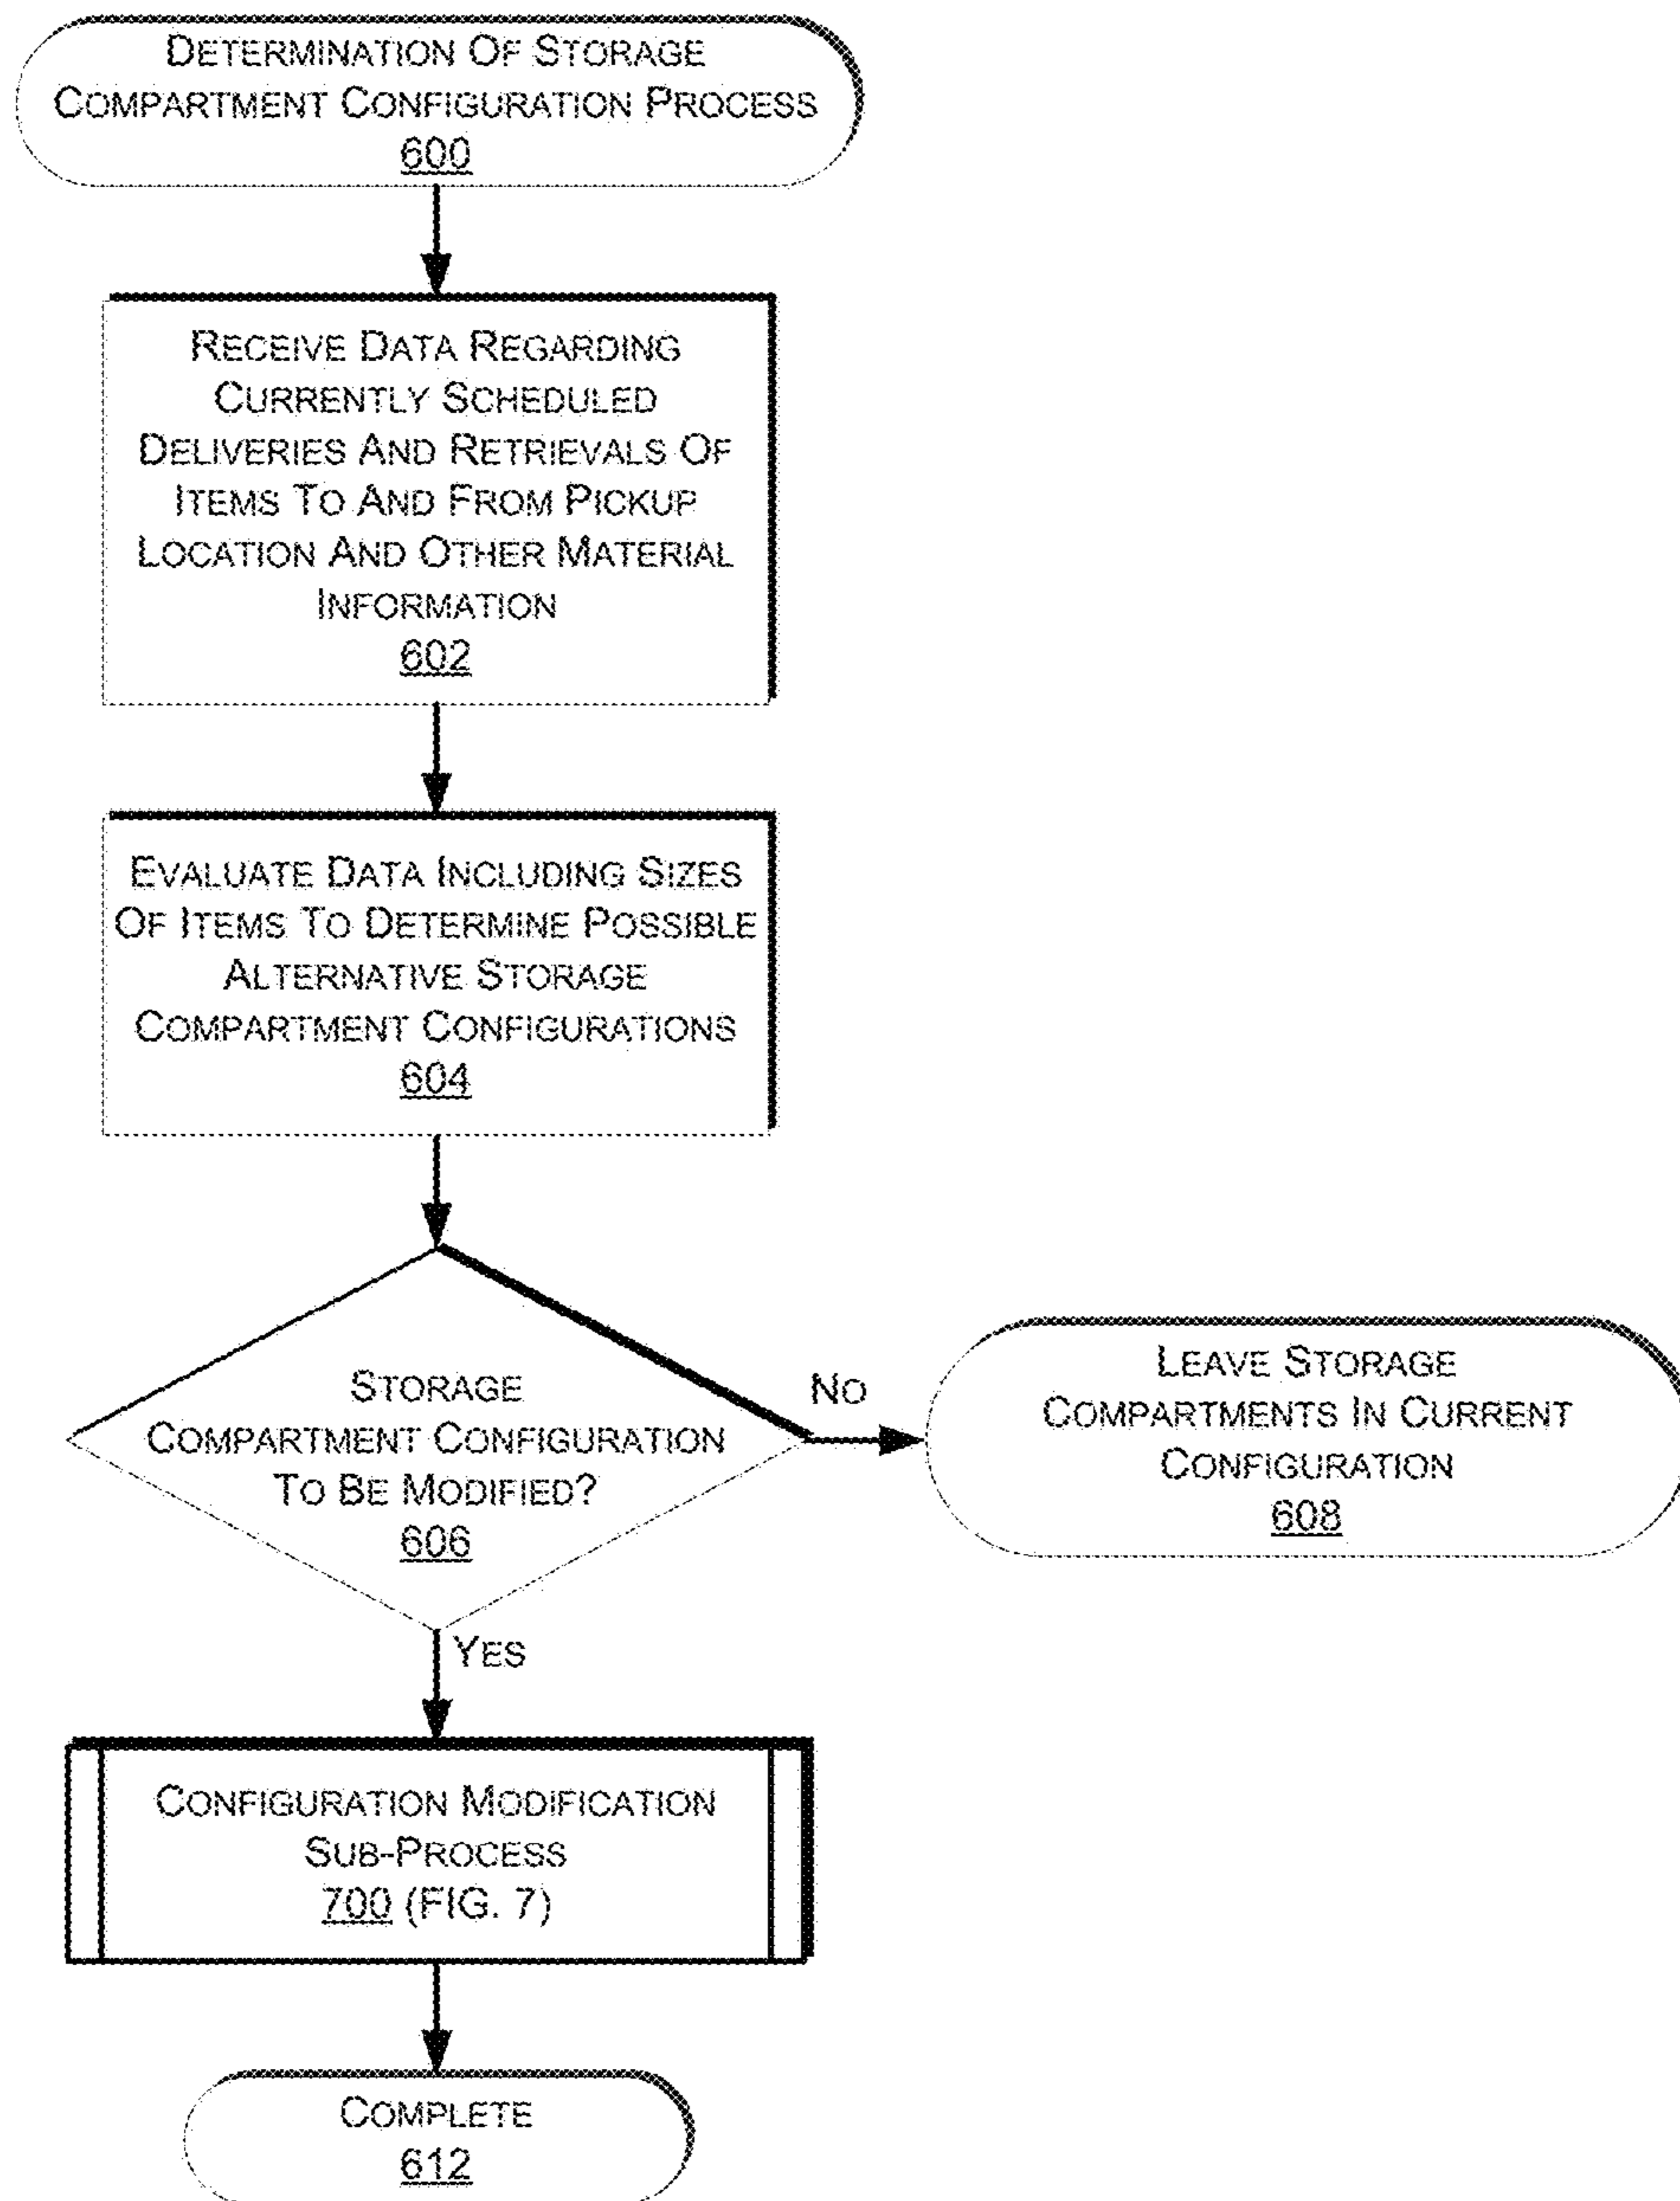 DETERMINATION OF STORAGE
COMPARTMENT CONFIGURATION PROCESS
600
RECEIVE DATA REGARDING
CURRENTLY SCHEDULED
DELIVERIES AND RETRIEVALS OF
ITEMS TO AND FROM PICKUP
LOCATION AND OTHER MATERIAL
INFORMATION
602
EVALUATE DATA INCLUDING SIZES
OF ITEMS TO DETERMINE POSSIBLE
ALTERNATIVE STORAGE
COMPARTMENT CONFIGURATIONS
604
STORAGE
COMPARTMENT CONFIGURATION
TO BE MODIFIED?
606
NO
LEAVE STORAGE
COMPARTMENTS IN CURRENT
CONFIGURATION
608
YES
CONFIGURATION MODIFICATION
SUB-PROCESS
700 (FIG. 7)
COMPLETE
612